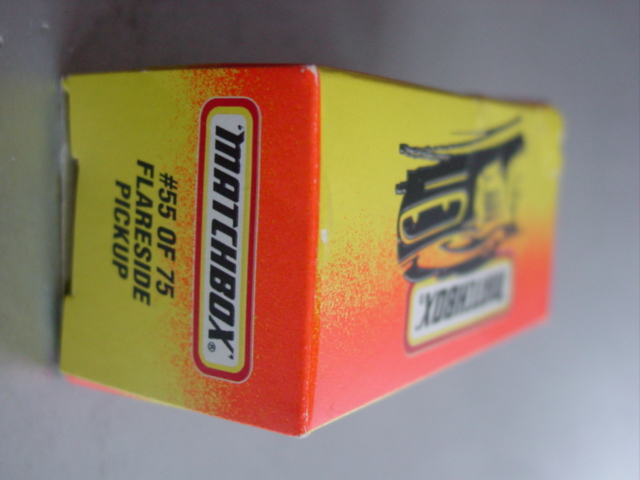 MATCHBOX®
#55 OF 75
FLARESIDE
PICKUP
MATCHBOX